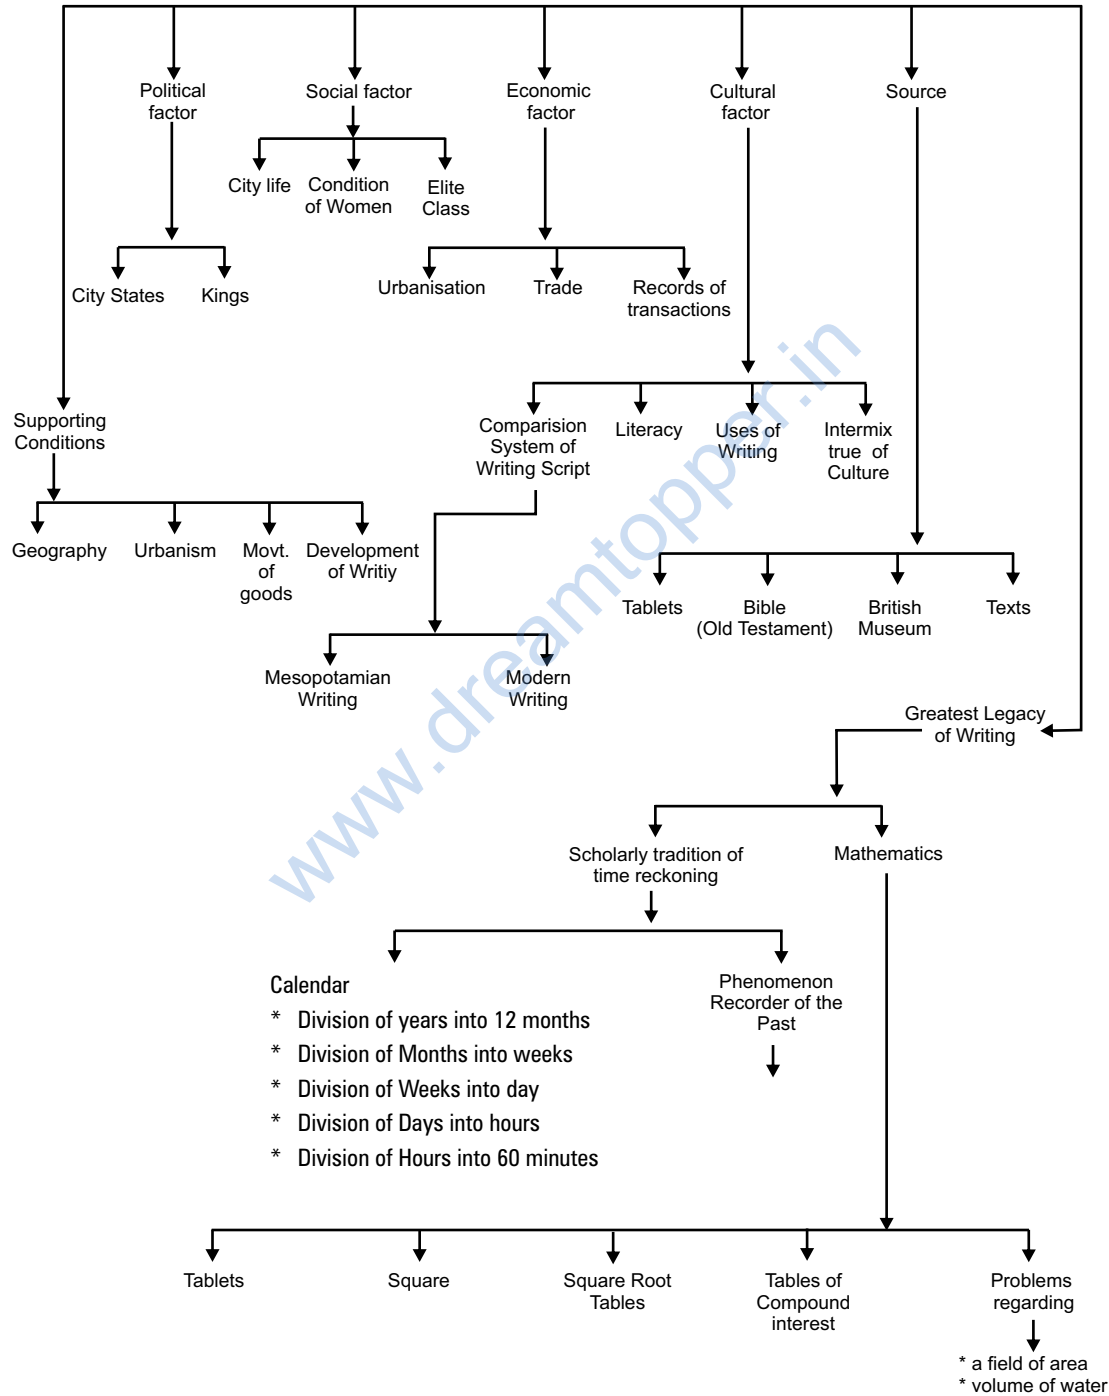 Political
factor
Social factor
Economic
factor
Cultural
factor
Source
City life
Condition
of Women
Elite
Class
City States
Kings
Urbanisation
Trade
Records of
transactions
Supporting
Conditions
Comparision
System of
Writing Script
Literacy
Uses of
Writing
Intermix
true of
Culture
Geography
Urbanism
Movt.
of
goods
Development
of Writiy
Tablets
Bible
(Old Testament)
British
Museum
Texts
Mesopotamian
Writing
Modern
Writing
Greatest Legacy
of Writing
Scholarly tradition of
time reckoning
Mathematics
Calendar
* Division of years into 12 months
* Division of Months into weeks
* Division of Weeks into day
* Division of Days into hours
* Division of Hours into 60 minutes
Phenomenon
Recorder of the
Past
Tablets
Square
Square Root
Tables
Tables of
Compound
interest
Problems
regarding
* a field of area
* volume of water
www.dreamtopper.in